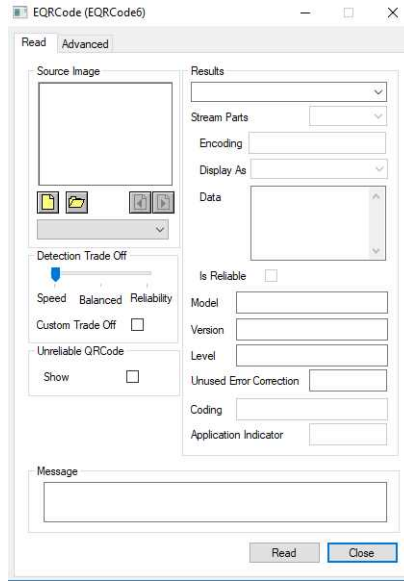 EQRCode (EQRCode6)
Read Advanced
Source Image
Detection Trade Off
Speed Balanced Reliability
Custom Trade Off
Unreliable QRCode
Show
Results
Stream Parts
Encoding
Display As
Data
Is Reliable
Model
Version
Level
Unused Error Correction
Coding
Application Indicator
Message
Read Close